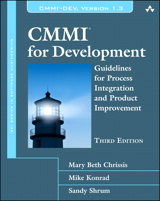 CMMI-DEV, VERSION 1.3
CMMI®
for Development
Guidelines for Process
Integration and Product
Improvement
THIRD EDITION
Mary Beth Chrissis
Mike Konrad
Sandy Shrum